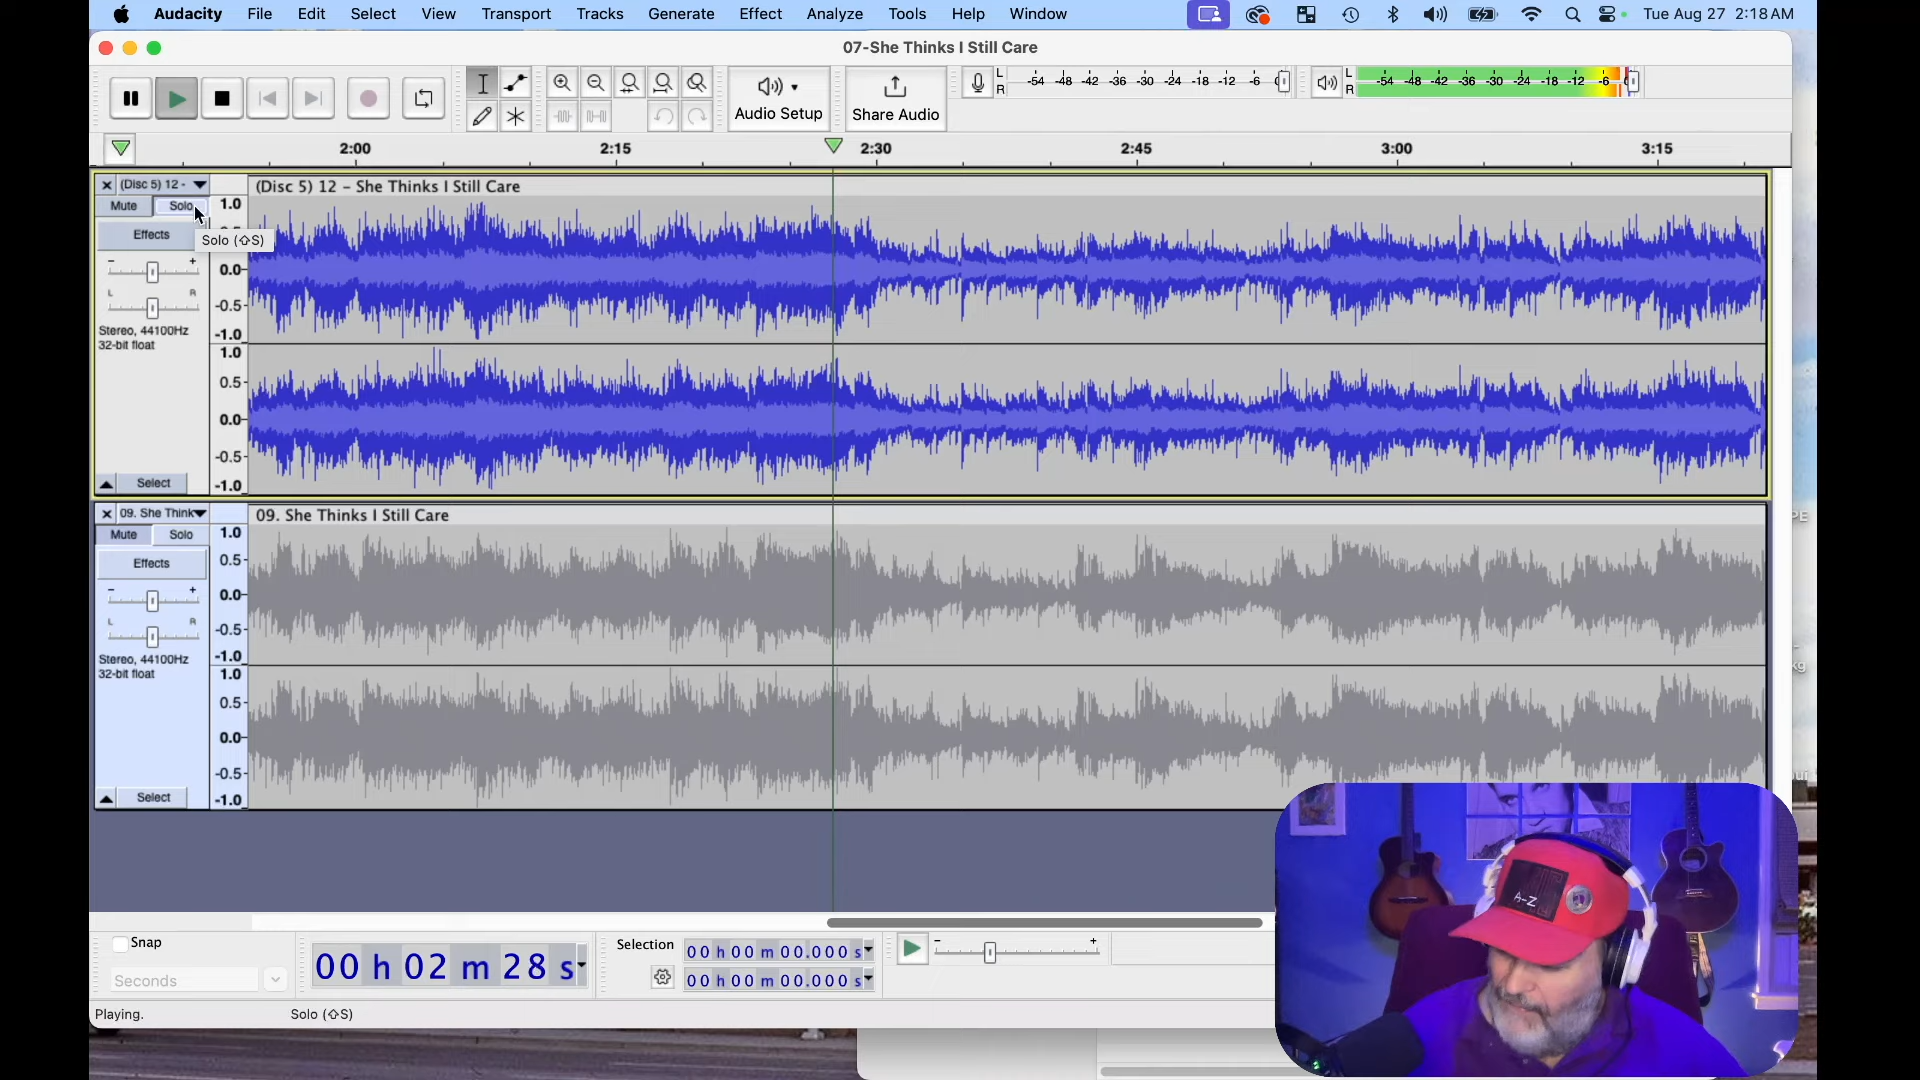 Audacity File Edit Select View Transport Tracks Generate Effect Analyze Tools Help Window Tue Aug 27 2:18 AM
07-She Thinks I Still Care
Audio Setup
Share Audio
L R -54 -48 -42 -36 -30 -24 -18 -12 -6 0
L R -54 -48 -42 -36 -30 -24 -18 -12 -6
2:00 2:15 2:30 2:45 3:00 3:15
(Disc 5) 12 -
(Disc 5) 12 - She Thinks I Still Care
Mute Solo
Solo (⇧S)
Effects
- +
L R
Stereo, 44100Hz
32-bit float
Select
1.0
0.0
-0.5
-1.0
1.0
0.5
0.0
-0.5
-1.0
09. She Think
09. She Thinks I Still Care
Mute Solo
Effects
- +
L R
Stereo, 44100Hz
32-bit float
Select
1.0
0.5
0.0
-0.5
-1.0
1.0
0.5
0.0
-0.5
-1.0
Snap
Seconds
00 h 02 m 28 s
Selection
00 h 00 m 00.000 s
00 h 00 m 00.000 s
- +
Playing.
Solo (⇧S)
PE
kg
A-Z